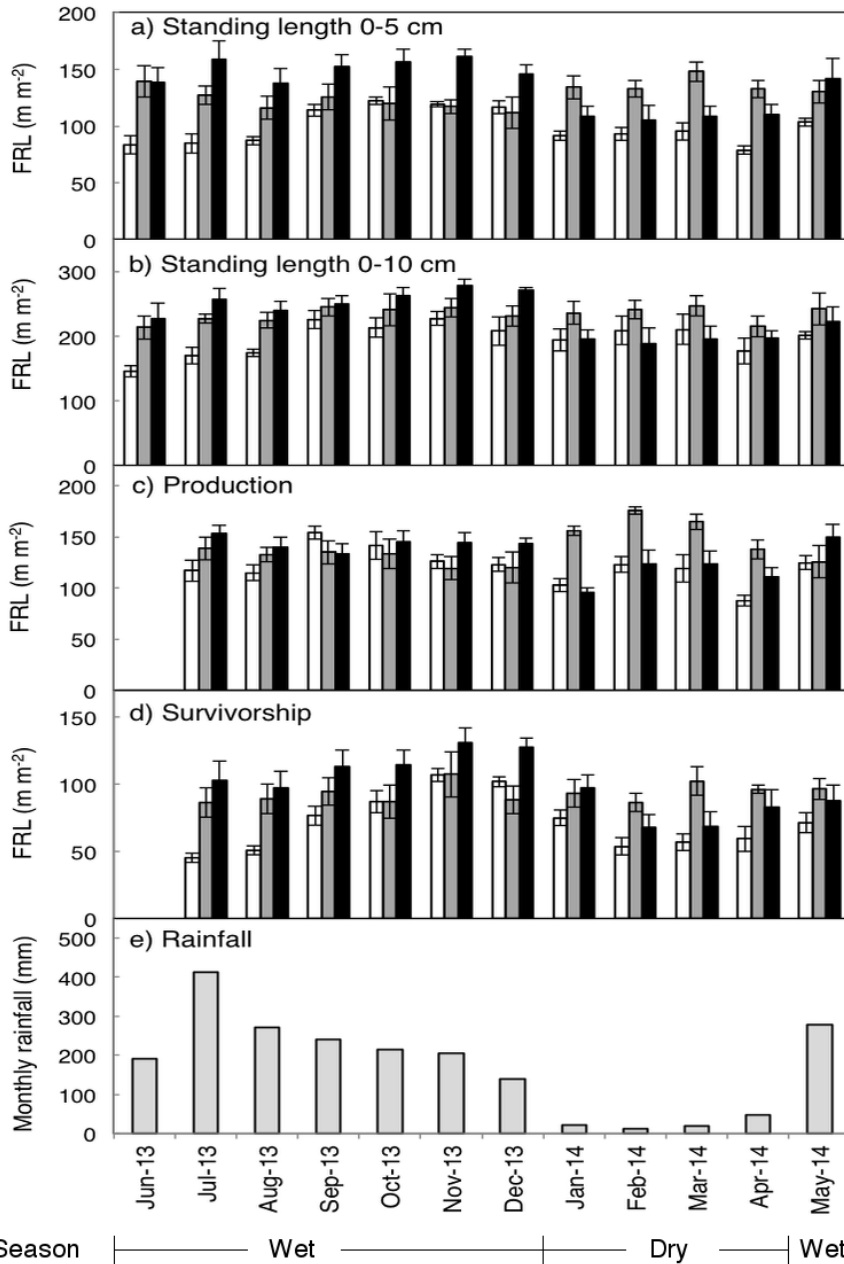 200
a) Standing length 0-5 cm
150
100
50
0
FRL (m m⁻²)
b) Standing length 0-10 cm
300
200
100
0
FRL (m m⁻²)
200
c) Production
150
100
50
0
FRL (m m⁻²)
150
d) Survivorship
100
50
0
FRL (m m⁻²)
500
e) Rainfall
400
300
200
100
0
Monthly rainfall (mm)
Jun-13
Jul-13
Aug-13
Sep-13
Oct-13
Nov-13
Dec-13
Jan-14
Feb-14
Mar-14
Apr-14
May-14
Season Wet Dry Wet